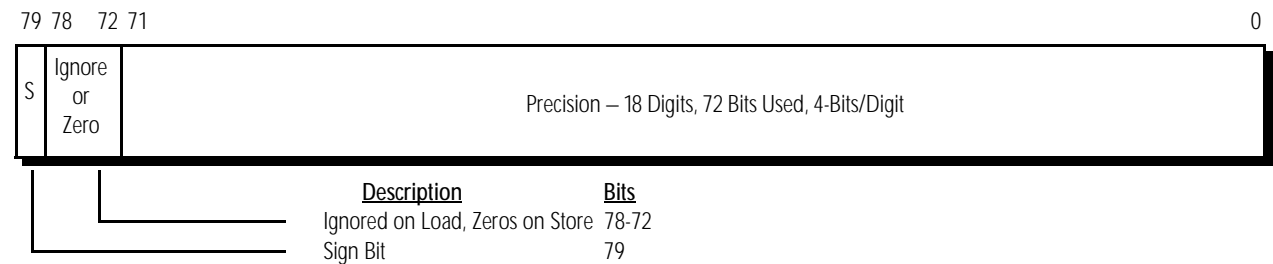 79 78 72 71 0
S
Ignore
or
Zero
Precision — 18 Digits, 72 Bits Used, 4-Bits/Digit
Description Bits
Ignored on Load, Zeros on Store 78-72
Sign Bit 79